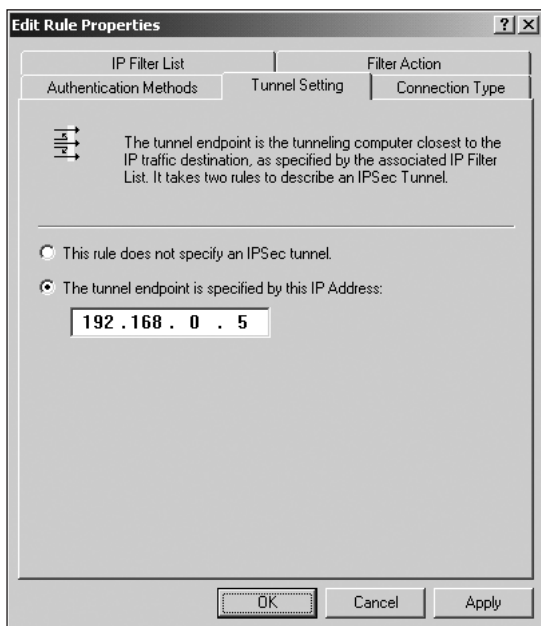 Edit Rule Properties
IP Filter List
Filter Action
Authentication Methods
Tunnel Setting
Connection Type
The tunnel endpoint is the tunneling computer closest to the
IP traffic destination, as specified by the associated IP Filter
List. It takes two rules to describe an IPSec Tunnel.
This rule does not specify an IPSec tunnel.
The tunnel endpoint is specified by this IP Address:
192 . 168 . 0 . 5
OK
Cancel
Apply